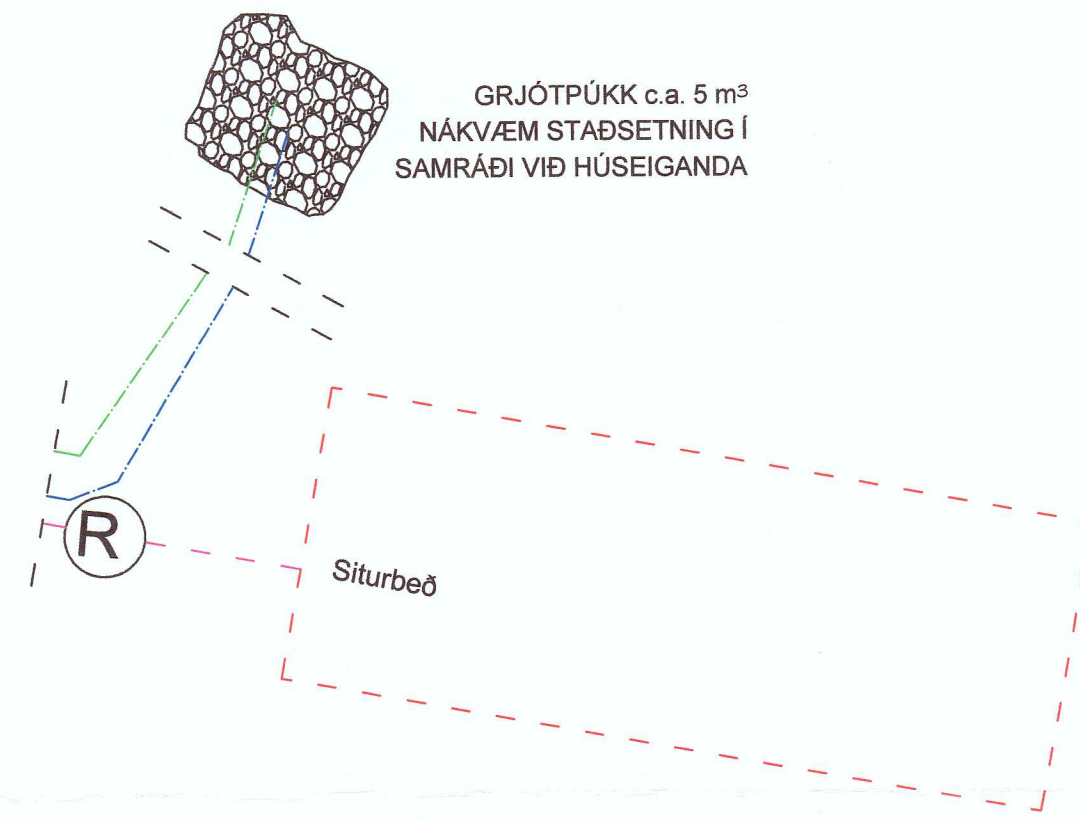 GRJÓTPÚKK c.a. 5 m³
NÁKVÆM STAÐSETNING Í
SAMRÁÐI VIÐ HÚSEIGANDA
R
Siturbeð